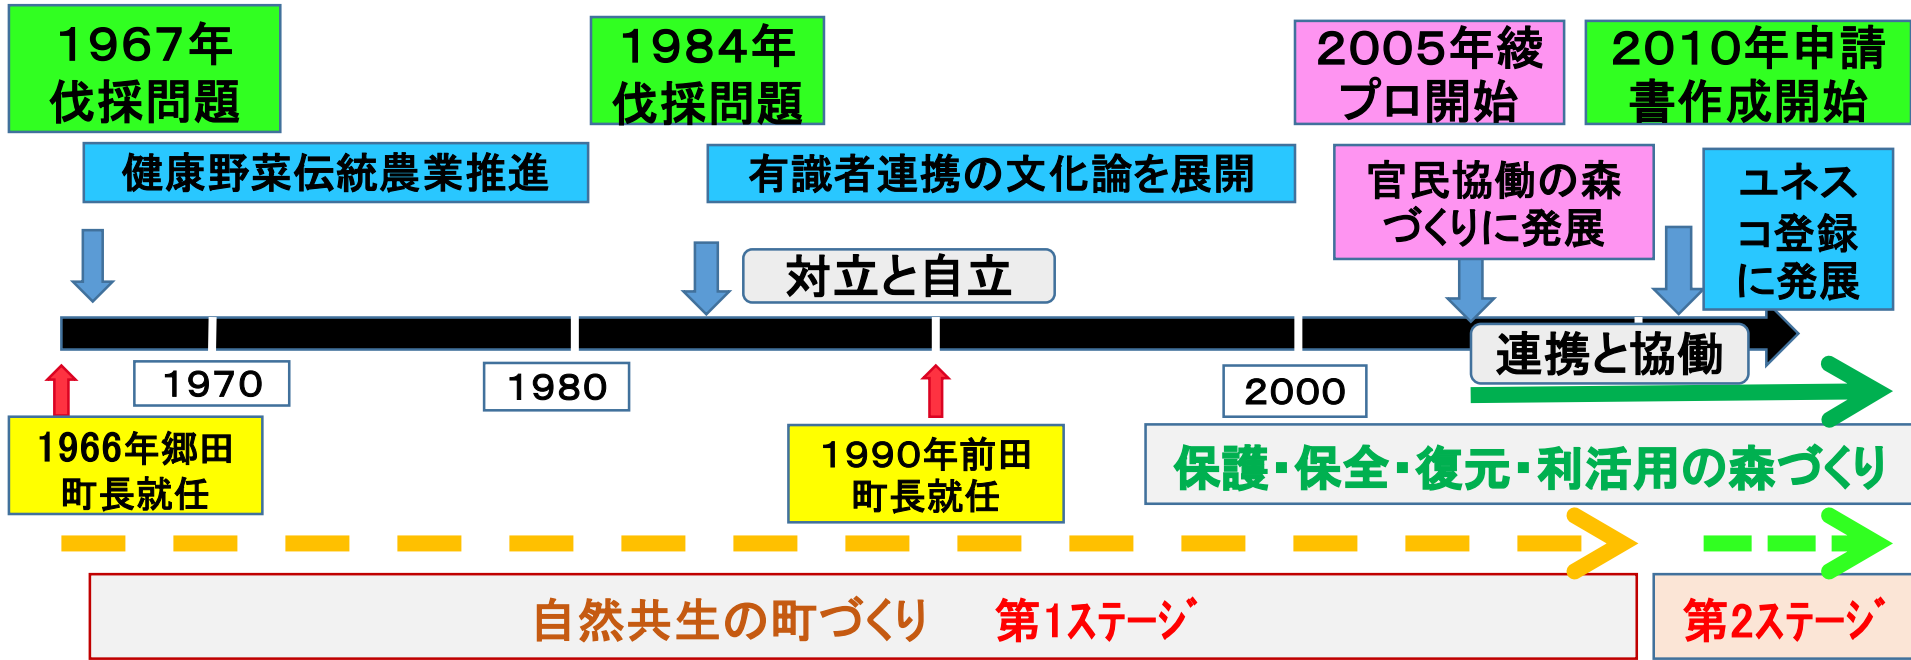 1967年
伐採問題
1984年
伐採問題
2005年綾
プロ開始
2010年申請
書作成開始
健康野菜伝統農業推進
有識者連携の文化論を展開
官民協働の森
づくりに発展
ユネス
コ登録
に発展
対立と自立
連携と協働
1970
1980
2000
1966年郷田
町長就任
1990年前田
町長就任
保護・保全・復元・利活用の森づくり
自然共生の町づくり 第1ステージ
第2ステージ